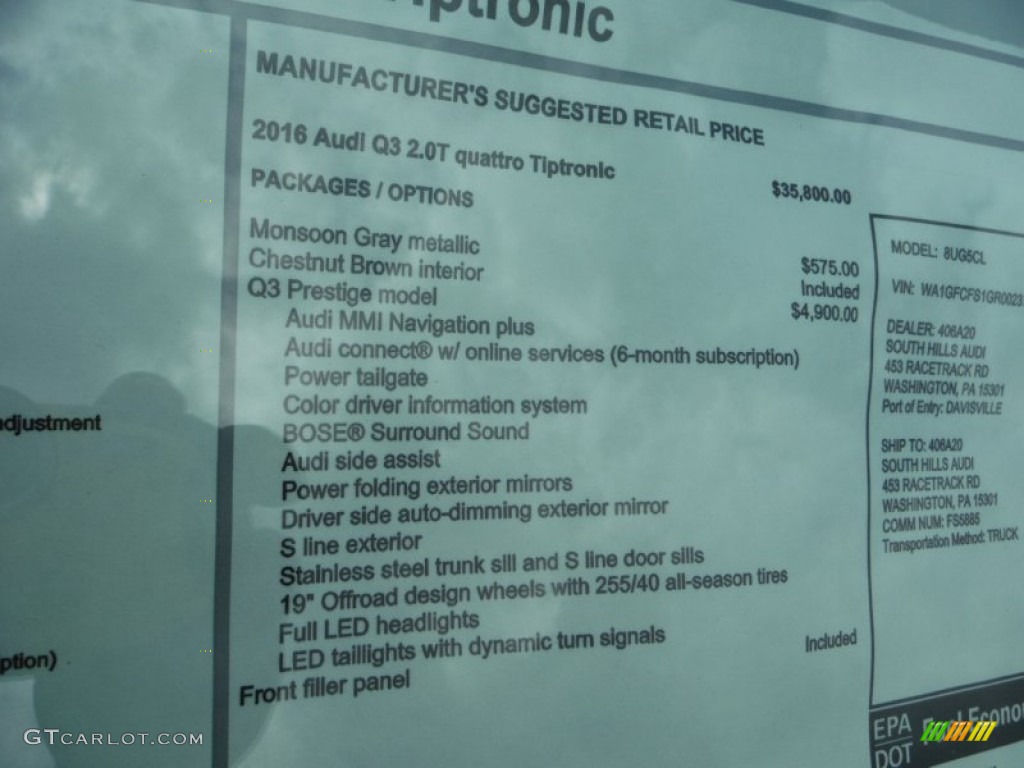 Tiptronic
MANUFACTURER'S SUGGESTED RETAIL PRICE
2016 Audi Q3 2.0T quattro Tiptronic
$35,800.00
PACKAGES / OPTIONS
Monsoon Gray metallic
$575.00
Chestnut Brown interior
Included
Q3 Prestige model
$4,900.00
Audi MMI Navigation plus
Audi connect® w/ online services (6-month subscription)
Power tailgate
Color driver information system
BOSE® Surround Sound
Audi side assist
Power folding exterior mirrors
Driver side auto-dimming exterior mirror
S line exterior
Stainless steel trunk sill and S line door sills
19" Offroad design wheels with 255/40 all-season tires
Full LED headlights
LED taillights with dynamic turn signals
Front filler panel
Included
MODEL: 8UG5CL
VIN: WA1GFCFS1GR0023
DEALER: 406A20
SOUTH HILLS AUDI
453 RACETRACK RD
WASHINGTON, PA 15301
Port of Entry: DAVISVILLE
SHIP TO: 406A20
SOUTH HILLS AUDI
453 RACETRACK RD
WASHINGTON, PA 15301
COMM NUM: FS5885
Transportation Method: TRUCK
EPA
DOT
Fuel Econo
djustment
ption)
GTCARLOT.COM